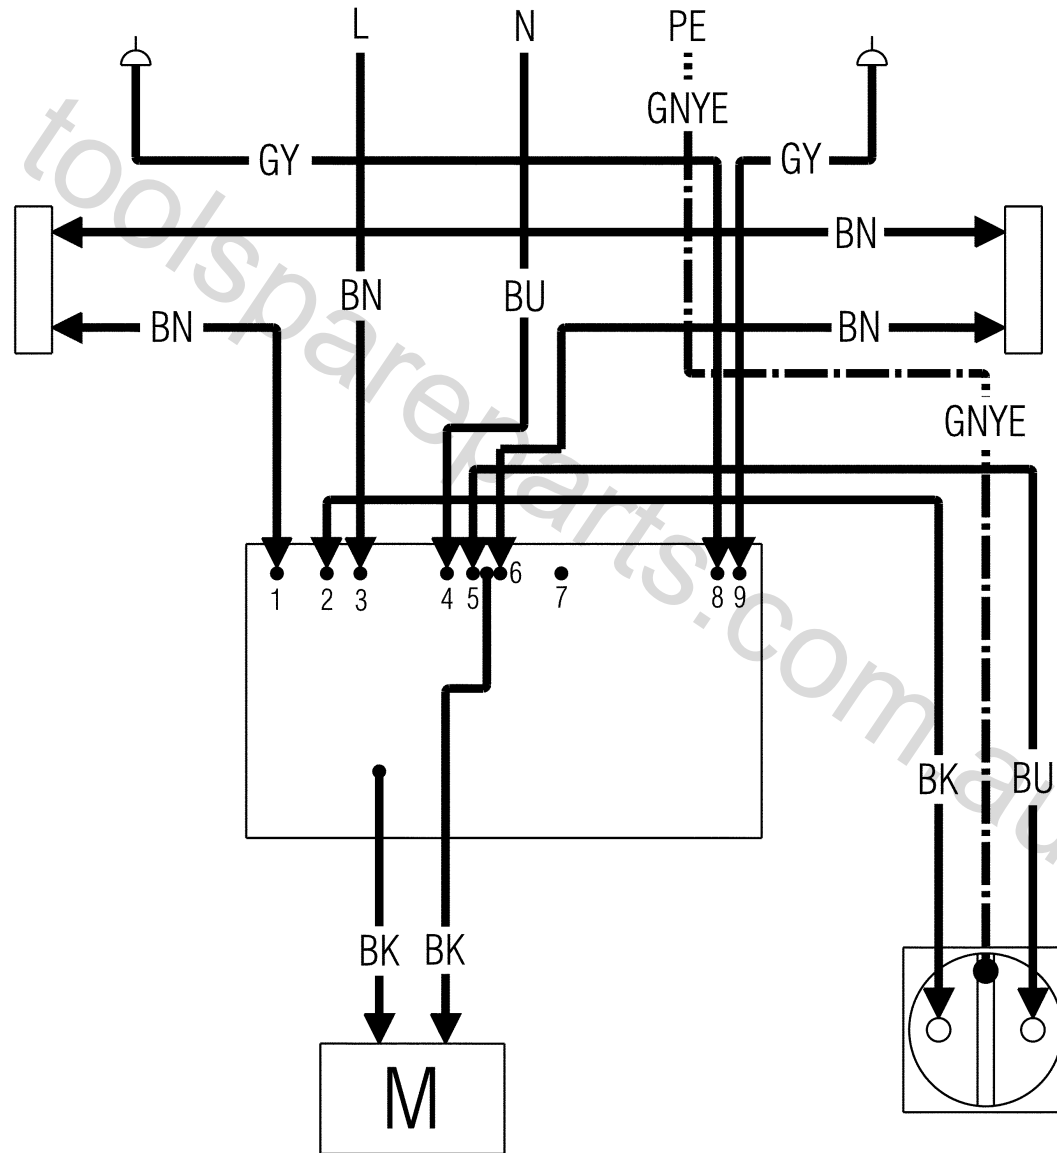 L N PE
GNYE
GY GY
BN
BN BU
BN BN
GNYE
6
1 2 3 4 5 7 8 9
BK BU
BK BK
M
toolspareparts.com.au